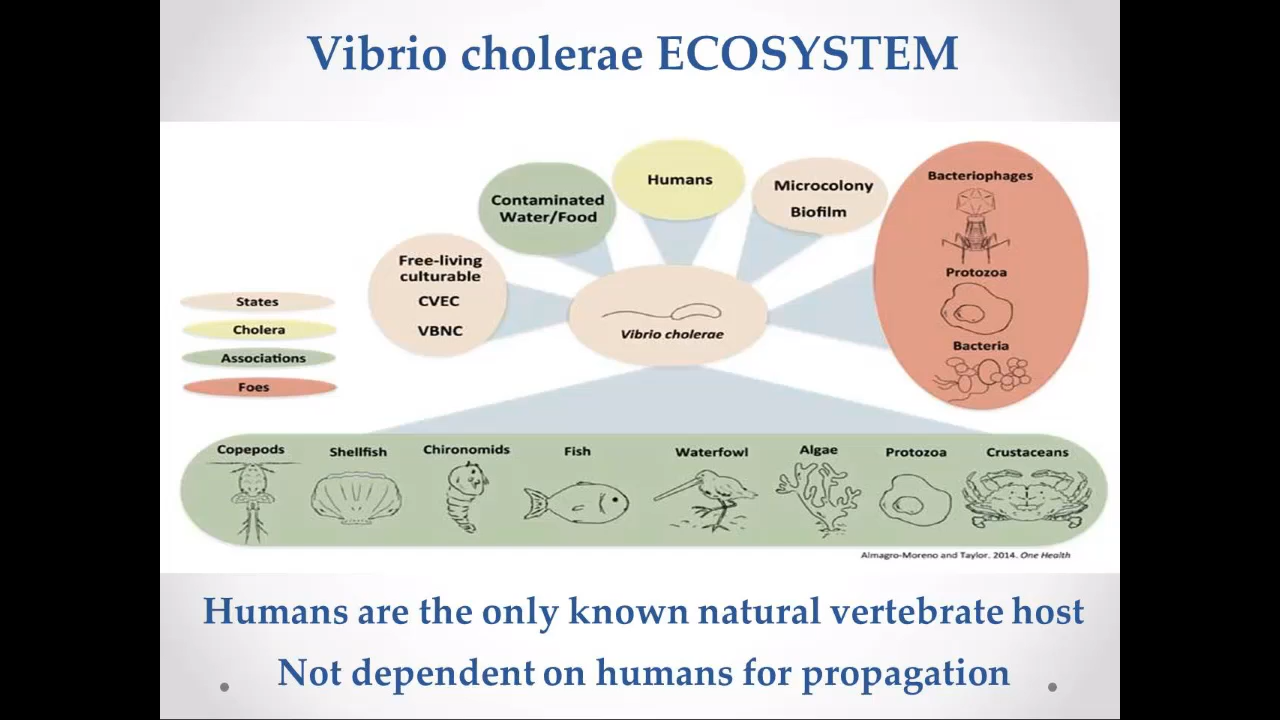 Vibrio cholerae ECOSYSTEM
Contaminated
Water/Food
Humans
Microcolony
Biofilm
Bacteriophages
Protozoa
Bacteria
Free-living
culturable
CVEC
VBNC
Vibrio cholerae
States
Cholera
Associations
Foes
Copepods
Shellfish
Chironomids
Fish
Waterfowl
Algae
Protozoa
Crustaceans
Almagro-Moreno and Taylor. 2014. One Health
Humans are the only known natural vertebrate host
Not dependent on humans for propagation